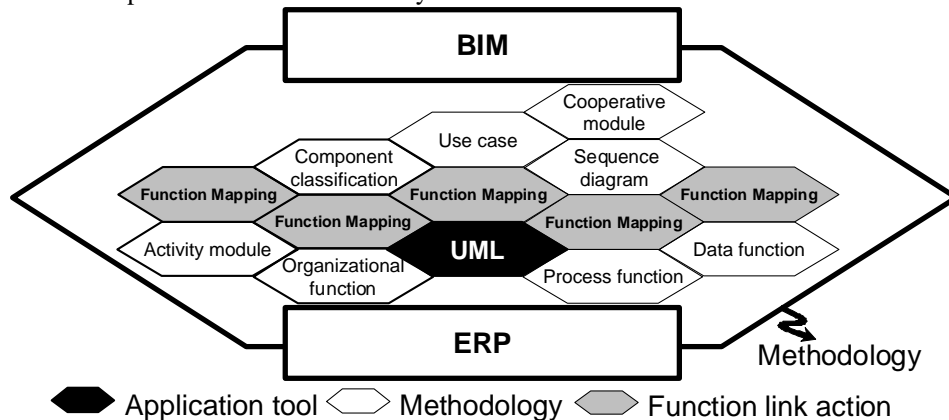 BIM
Cooperative
module
Use case
Component
classification
Sequence
diagram
Function Mapping
Function Mapping
Function Mapping
Function Mapping
Function Mapping
Activity module
Organizational
function
UML
Process function
Data function
ERP
Methodology
Application tool
Methodology
Function link action